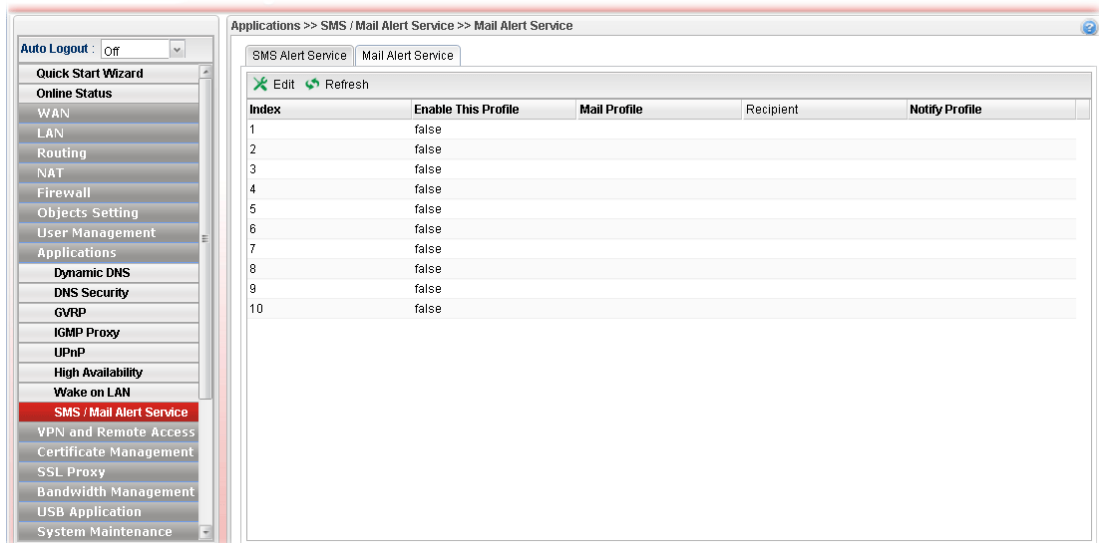 Applications >> SMS / Mail Alert Service >> Mail Alert Service
Auto Logout : Off
Quick Start Wizard
Online Status
WAN
LAN
Routing
NAT
Firewall
Objects Setting
User Management
Applications
Dynamic DNS
DNS Security
GVRP
IGMP Proxy
UPnP
High Availability
Wake on LAN
SMS / Mail Alert Service
VPN and Remote Access
Certificate Management
SSL Proxy
Bandwidth Management
USB Application
System Maintenance
SMS Alert Service Mail Alert Service
Edit Refresh
Index Enable This Profile Mail Profile Recipient Notify Profile
1 false
2 false
3 false
4 false
5 false
6 false
7 false
8 false
9 false
10 false